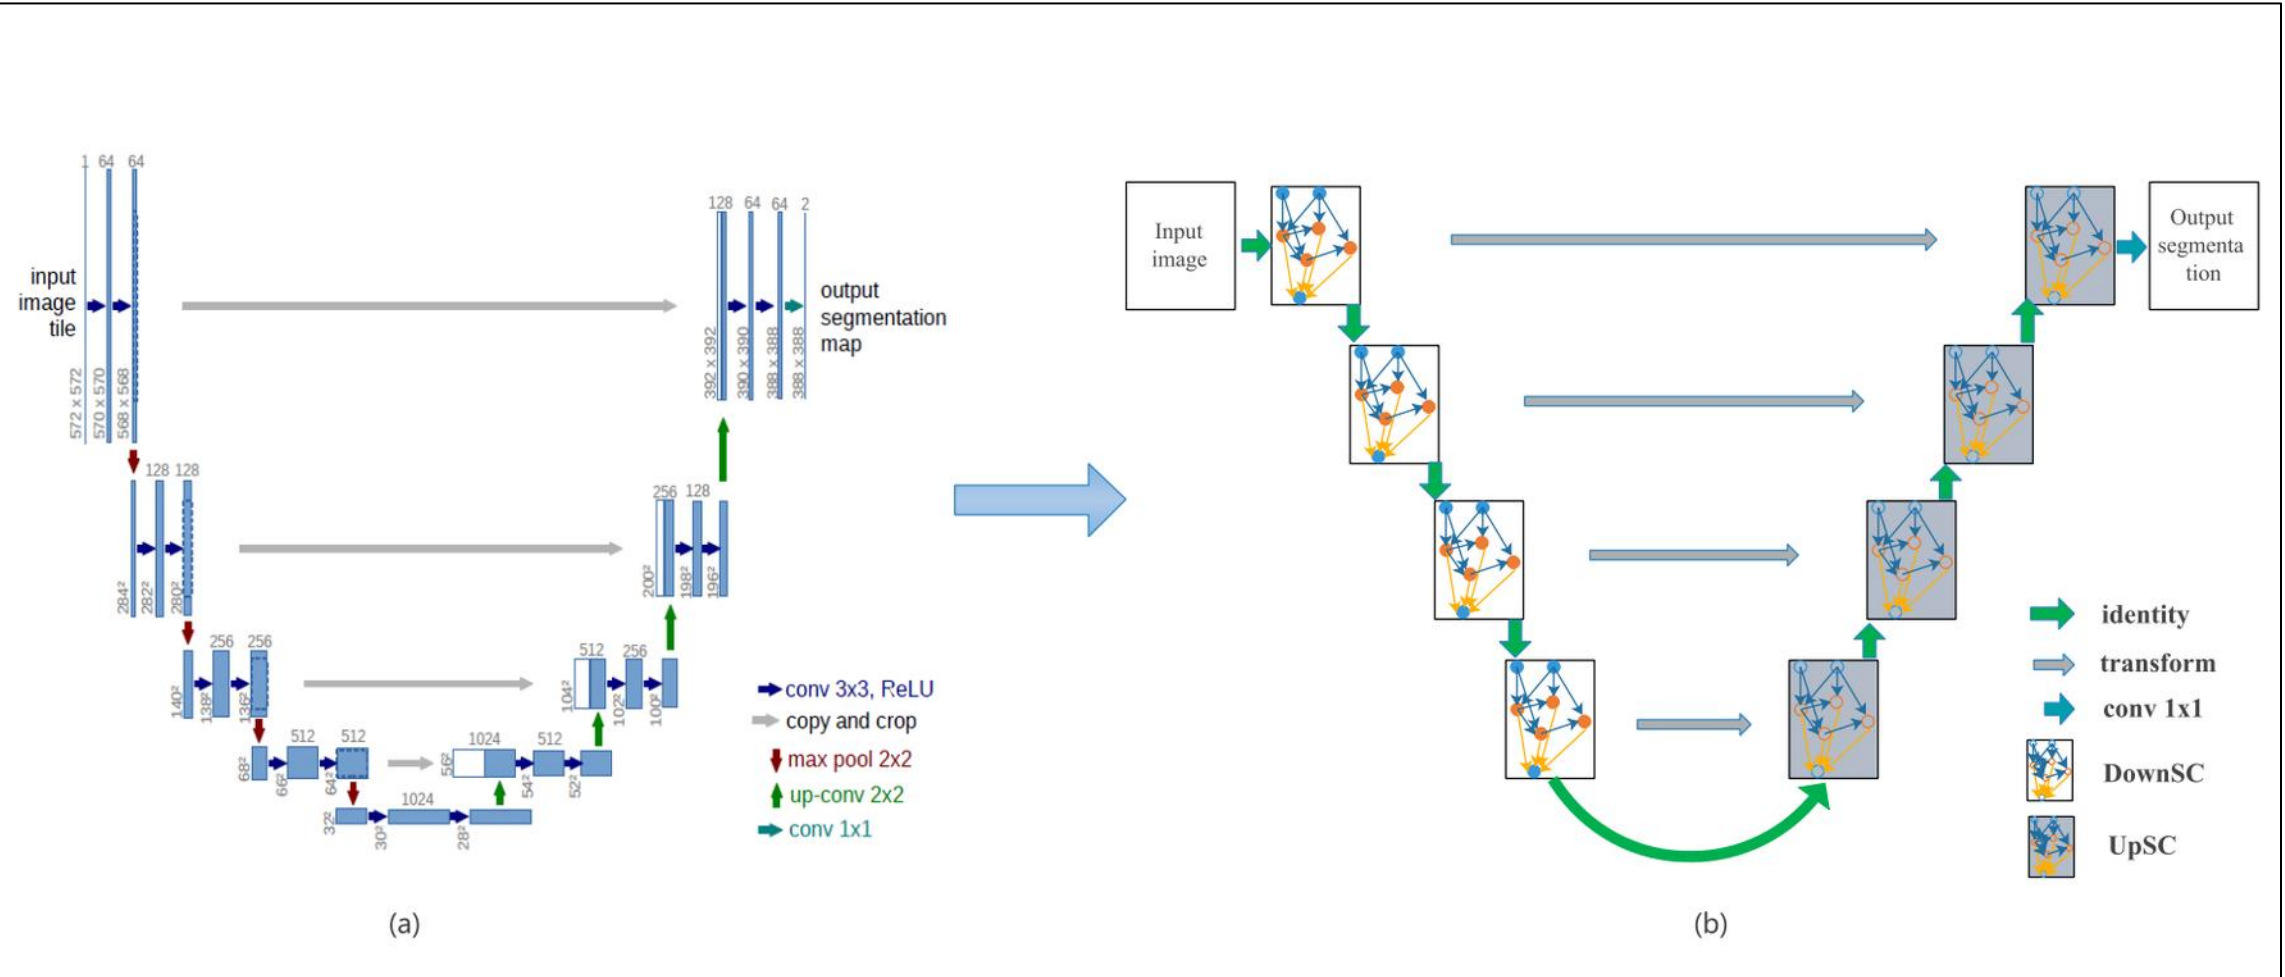 1 64 64
input
image
tile
572 x 572
570 x 570
568 x 568
128 64 64 2
392 x 392
390 x 390
388 x 388
388 x 388
output
segmentation
map
128 128
284²
282²
280²
256 128
200²
198²
196²
256 256
140²
138²
136²
512 256
104²
102²
100²
512 512
68²
66²
64²
1024 512
56²
54²
52²
1024
32²
30²
28²
conv 3x3, ReLU
copy and crop
max pool 2x2
up-conv 2x2
conv 1x1
(a)
Input
image
Output
segmenta
tion
identity
transform
conv 1x1
DownSC
UpSC
(b)